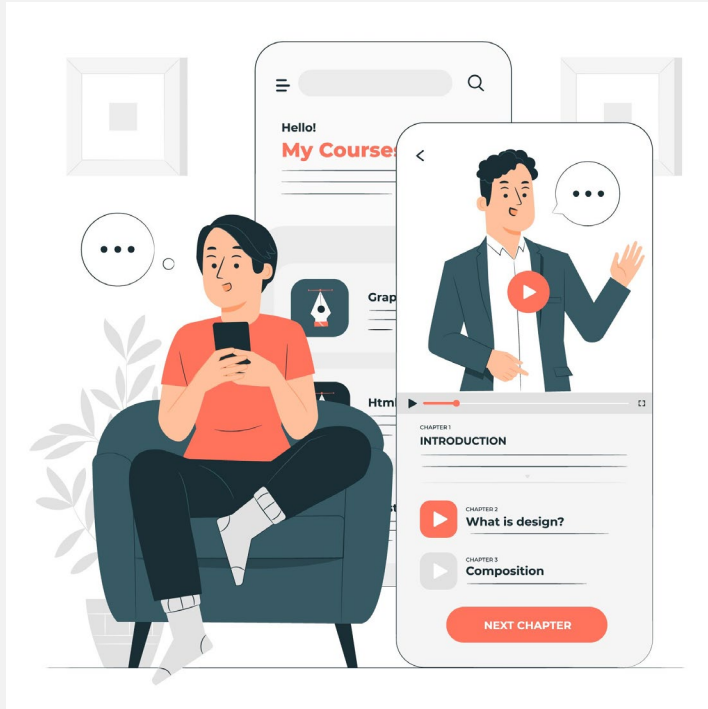 Hello!
My Courses
Grap
Html
CHAPTER 1
INTRODUCTION
CHAPTER 2
What is design?
CHAPTER 3
Composition
NEXT CHAPTER